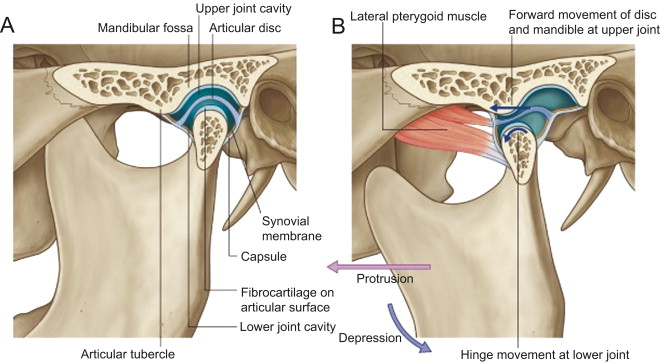 A
Upper joint cavity
Mandibular fossa
Articular disc
Synovial
membrane
Capsule
Fibrocartilage on
articular surface
Lower joint cavity
Articular tubercle
B
Lateral pterygoid muscle
Forward movement of disc
and mandible at upper joint
Protrusion
Depression
Hinge movement at lower joint